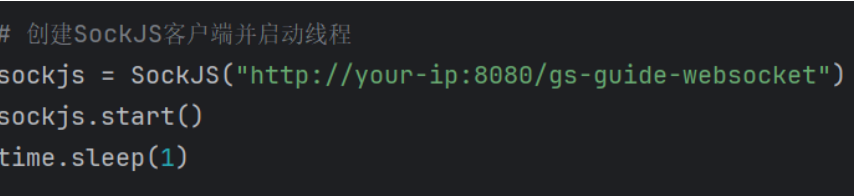 # 创建SockJS客户端并启动线程
sockjs = SockJS("http://your-ip:8080/gs-guide-websocket")
sockjs.start()
time.sleep(1)